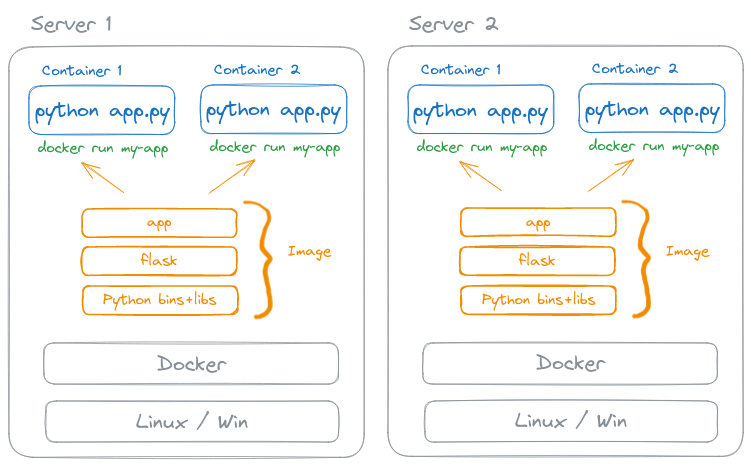 Server 1
Container 1
Container 2
python app.py
python app.py
docker run my-app
docker run my-app
app
flask
Python bins+libs
Image
Docker
Linux / Win
Server 2
Container 1
Container 2
python app.py
python app.py
docker run my-app
docker run my-app
app
flask
Python bins+libs
Image
Docker
Linux / Win